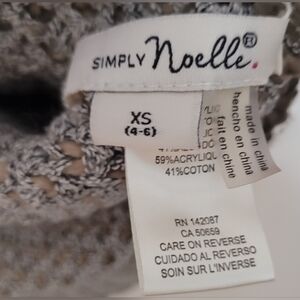 SIMPLY Noelle®.
XS
(4-6)
made in china
hencho en china
fait en chine
59%ACRYLIQU
41%COTON
RN 142087
CA 50659
CARE ON REVERSE
CUIDADO AL REVERSO
SOIN SUR L'INVERSE